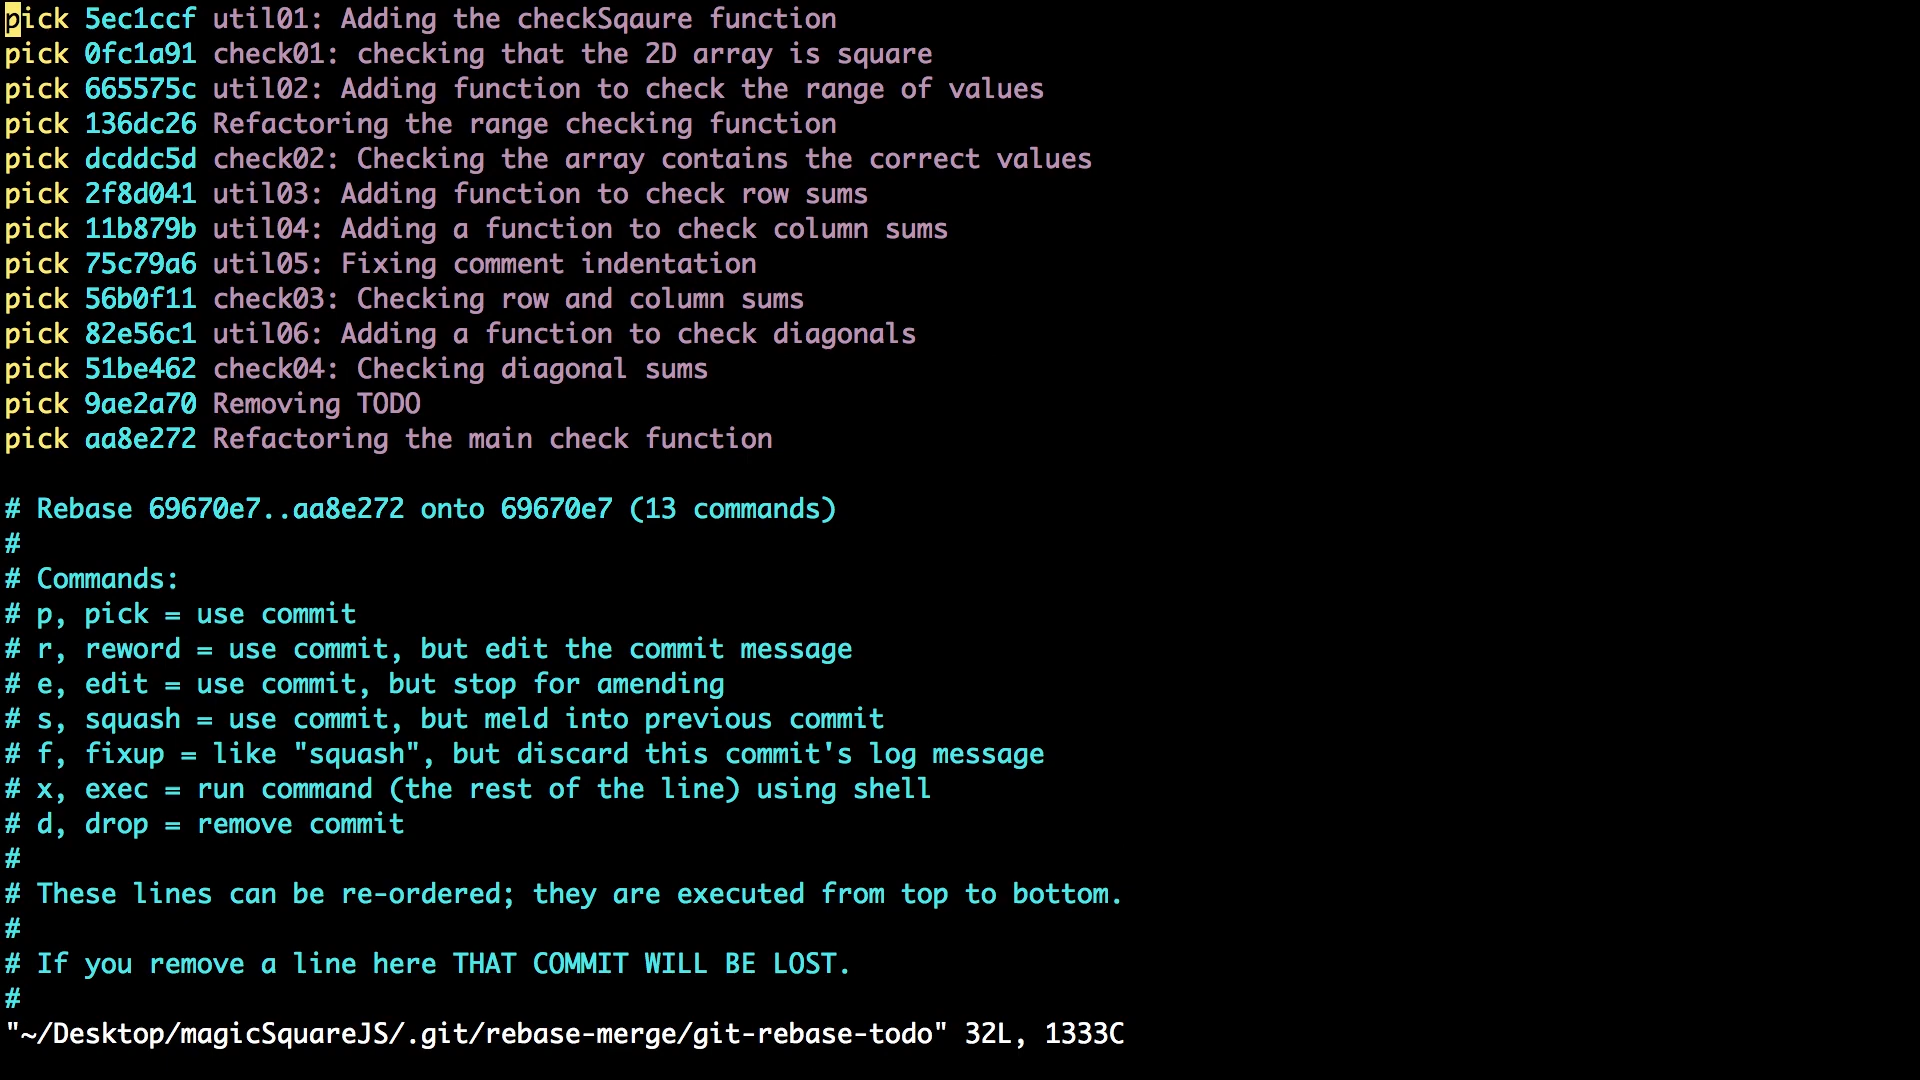 pick 5ec1ccf util01: Adding the checkSqaure function
pick 0fc1a91 check01: checking that the 2D array is square
pick 665575c util02: Adding function to check the range of values
pick 136dc26 Refactoring the range checking function
pick dcddc5d check02: Checking the array contains the correct values
pick 2f8d041 util03: Adding function to check row sums
pick 11b879b util04: Adding a function to check column sums
pick 75c79a6 util05: Fixing comment indentation
pick 56b0f11 check03: Checking row and column sums
pick 82e56c1 util06: Adding a function to check diagonals
pick 51be462 check04: Checking diagonal sums
pick 9ae2a70 Removing TODO
pick aa8e272 Refactoring the main check function

# Rebase 69670e7..aa8e272 onto 69670e7 (13 commands)
#
# Commands:
# p, pick = use commit
# r, reword = use commit, but edit the commit message
# e, edit = use commit, but stop for amending
# s, squash = use commit, but meld into previous commit
# f, fixup = like "squash", but discard this commit's log message
# x, exec = run command (the rest of the line) using shell
# d, drop = remove commit
#
# These lines can be re-ordered; they are executed from top to bottom.
#
# If you remove a line here THAT COMMIT WILL BE LOST.
#
"~/Desktop/magicSquareJS/.git/rebase-merge/git-rebase-todo" 32L, 1333C